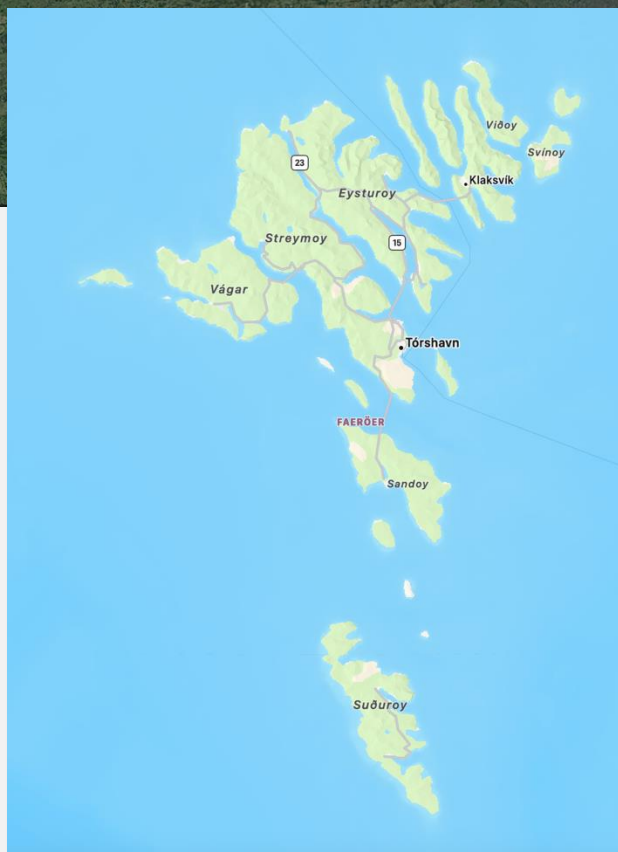 Viðoy
Svínoy
Klaksvík
23
Eysturoy
Streymoy
15
Vágar
Tórshavn
FAERÖER
Sandoy
Suðuroy